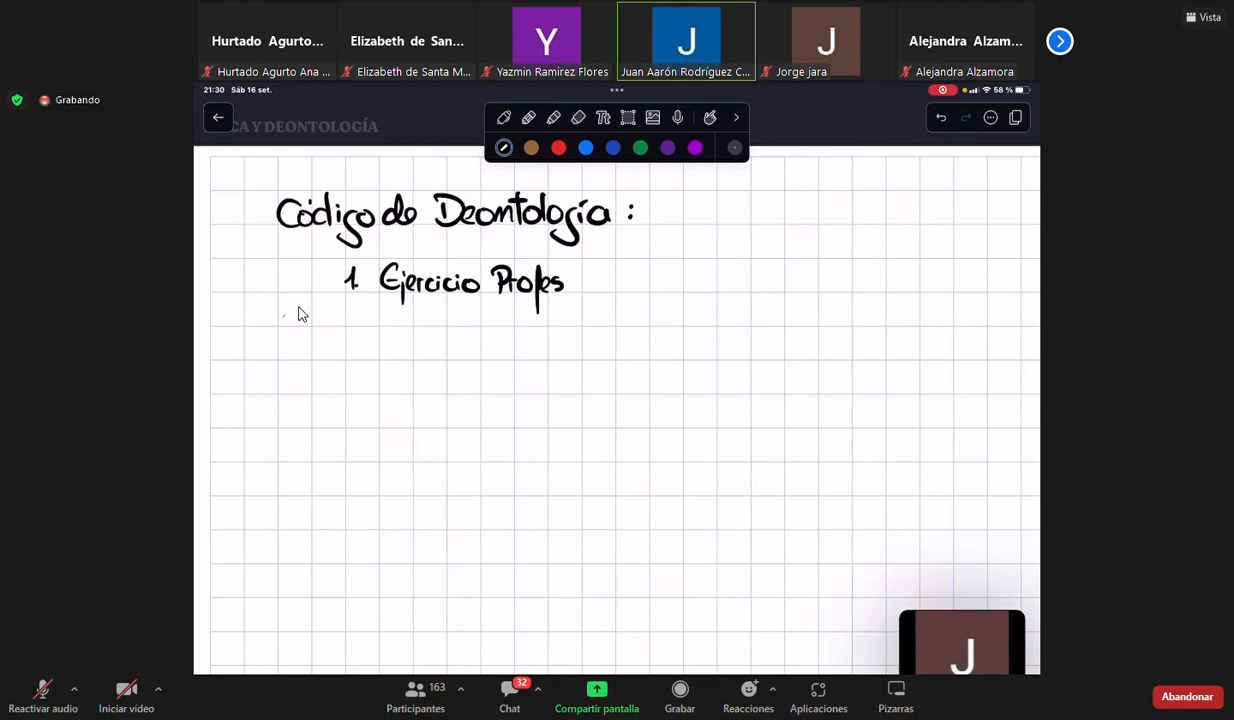 Hurtado Agurto... Elizabeth de San... Y J J Alejandra Alzam...
Vista
Hurtado Agurto Ana ... Elizabeth de Santa M... Yazmin Ramirez Flores Juan Aarón Rodríguez C... Jorge jara Alejandra Alzamora
21:30 Sáb 16 set. 58 %
Grabando
CA Y DEONTOLOGÍA
Código de Deontología :
1. Ejercicio Profes
J
Reactivar audio Iniciar vídeo 163 Participantes 32 Chat Compartir pantalla Grabar Reacciones Aplicaciones Pizarras Abandonar